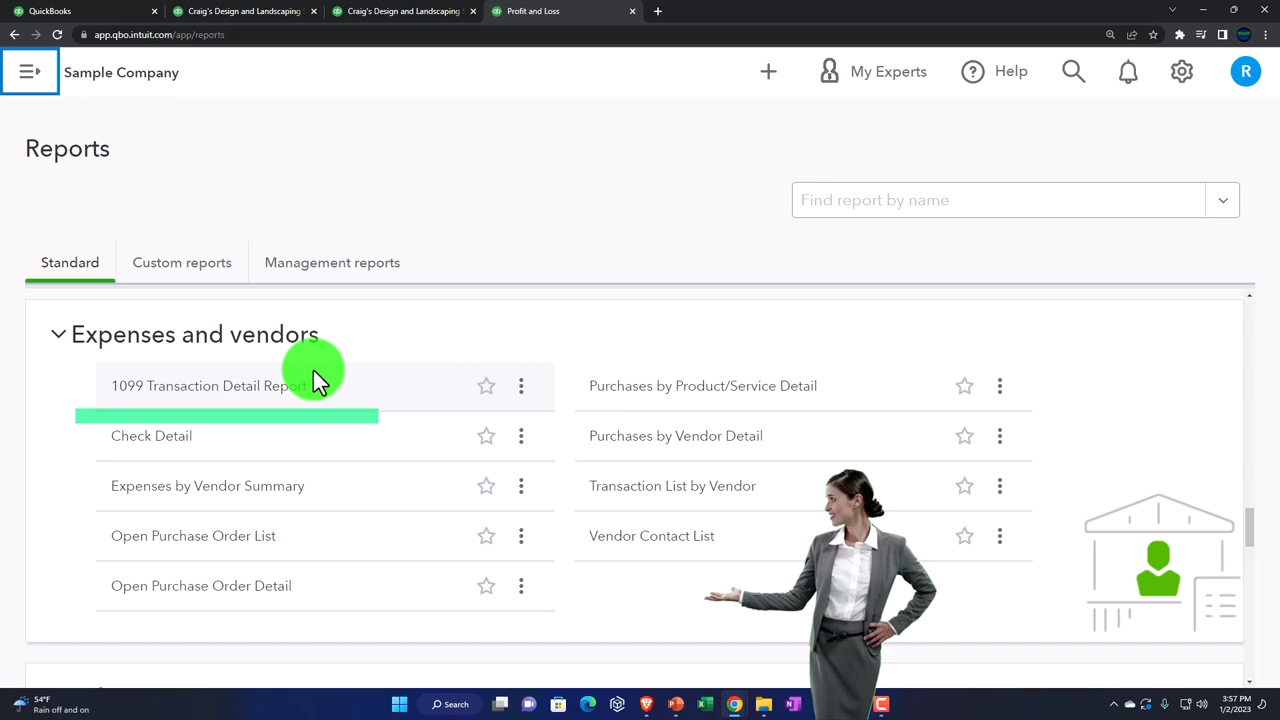 QuickBooks
Craig's Design and Landscaping
Craig's Design and Landscaping
Profit and Loss
app.qbo.intuit.com/app/reports
Sample Company
My Experts
Help
R
Reports
Find report by name
Standard
Custom reports
Management reports
Expenses and vendors
1099 Transaction Detail Report
Purchases by Product/Service Detail
Check Detail
Purchases by Vendor Detail
Expenses by Vendor Summary
Transaction List by Vendor
Open Purchase Order List
Vendor Contact List
Open Purchase Order Detail
54°F
Rain off and on
Search
3:57 PM
1/2/2023